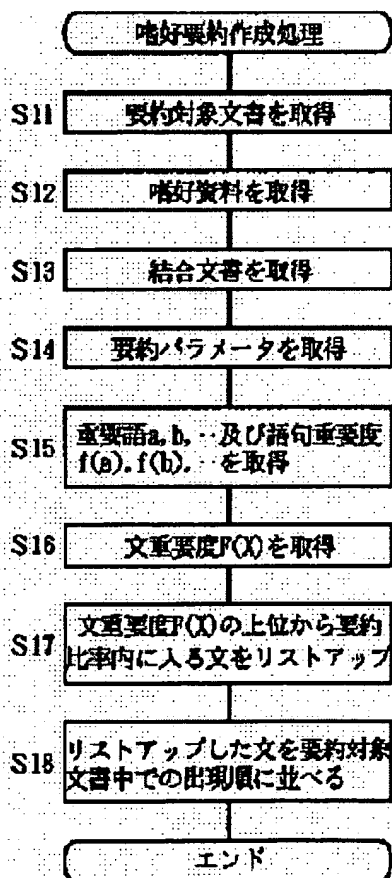 嗜好要約作成処理
S11 要約対象文書を取得
S12 嗜好資料を取得
S13 結合文書を取得
S14 要約パラメータを取得
S15 重要語a, b, ‥及び語句重要度
f(a), f(b), ‥を取得
S16 文重要度F(X)を取得
S17 文重要度F(X)の上位から要約
比率内に入る文をリストアップ
S18 リストアップした文を要約対象
文書中での出現順に並べる
エンド